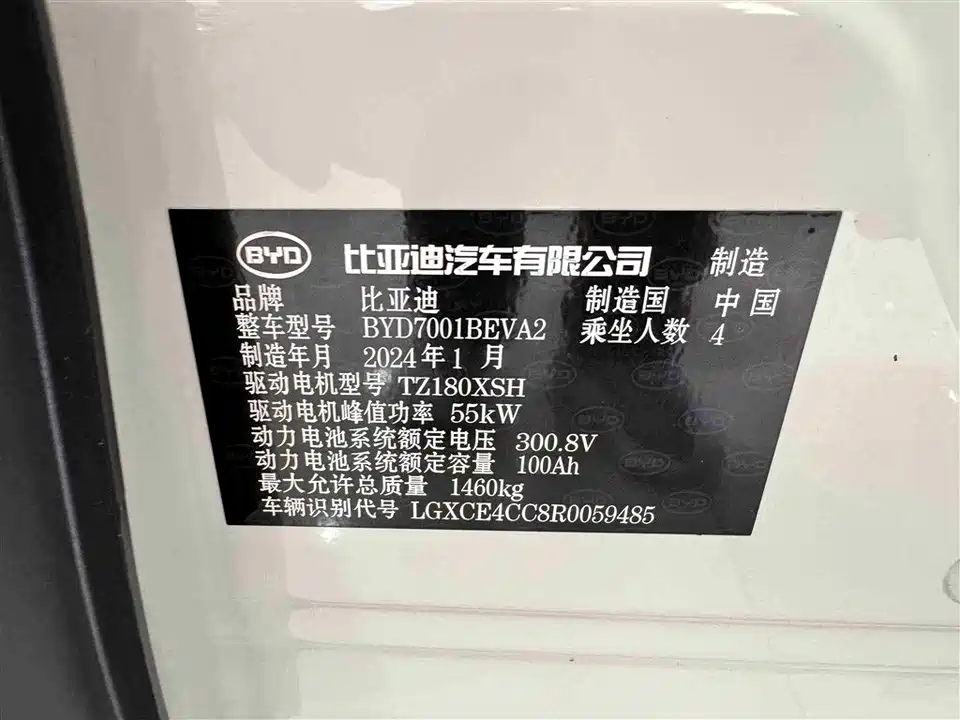 BYD 比亚迪汽车有限公司 制造
品牌 比亚迪 制造国 中国
整车型号 BYD7001BEVA2 乘坐人数 4
制造年月 2024年1月
驱动电机型号 TZ180XSH
驱动电机峰值功率 55kW
动力电池系统额定电压 300.8V
动力电池系统额定容量 100Ah
最大允许总质量 1460kg
车辆识别代号 LGXCE4CC8R0059485